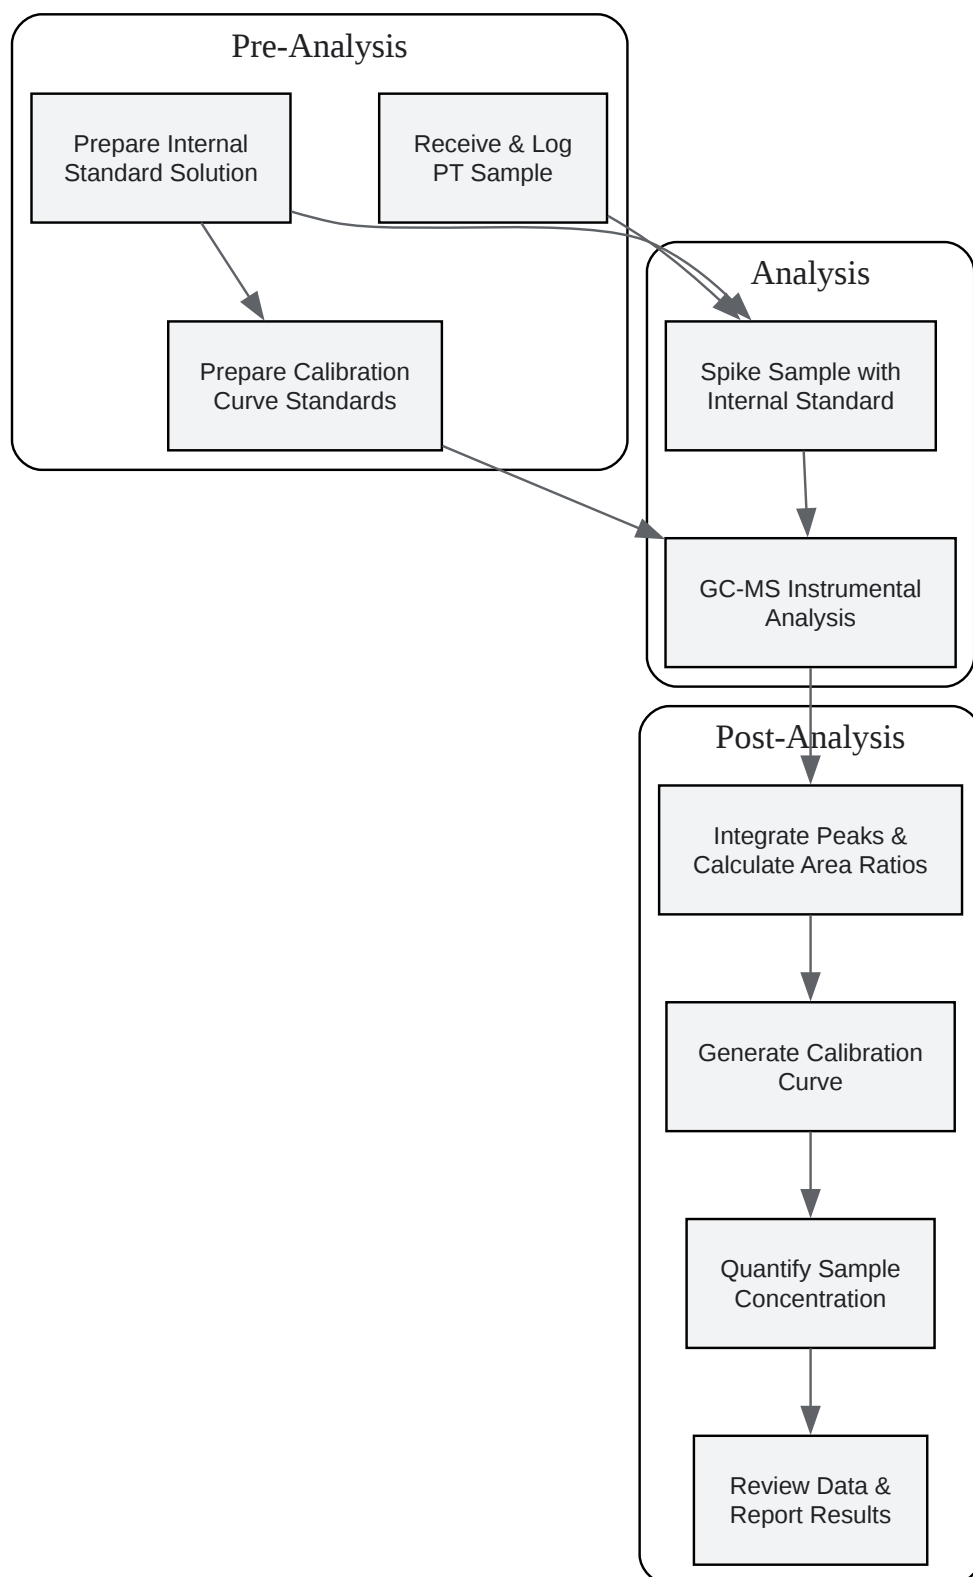 Pre-Analysis
Prepare Internal
Standard Solution
Receive & Log
PT Sample
Prepare Calibration
Curve Standards
Analysis
Spike Sample with
Internal Standard
GC-MS Instrumental
Analysis
Post-Analysis
Integrate Peaks &
Calculate Area Ratios
Generate Calibration
Curve
Quantify Sample
Concentration
Review Data &
Report Results